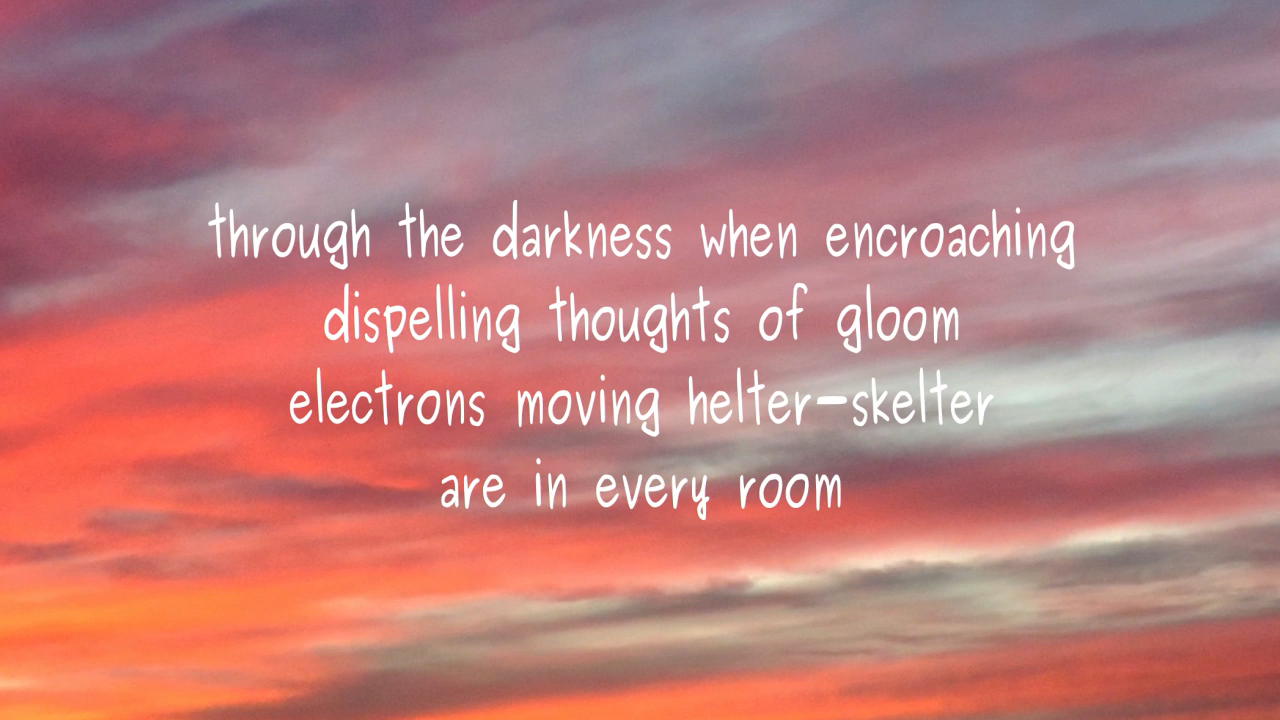 through the darkness when encroaching
dispelling thoughts of gloom
electrons moving helter-skelter
are in every room